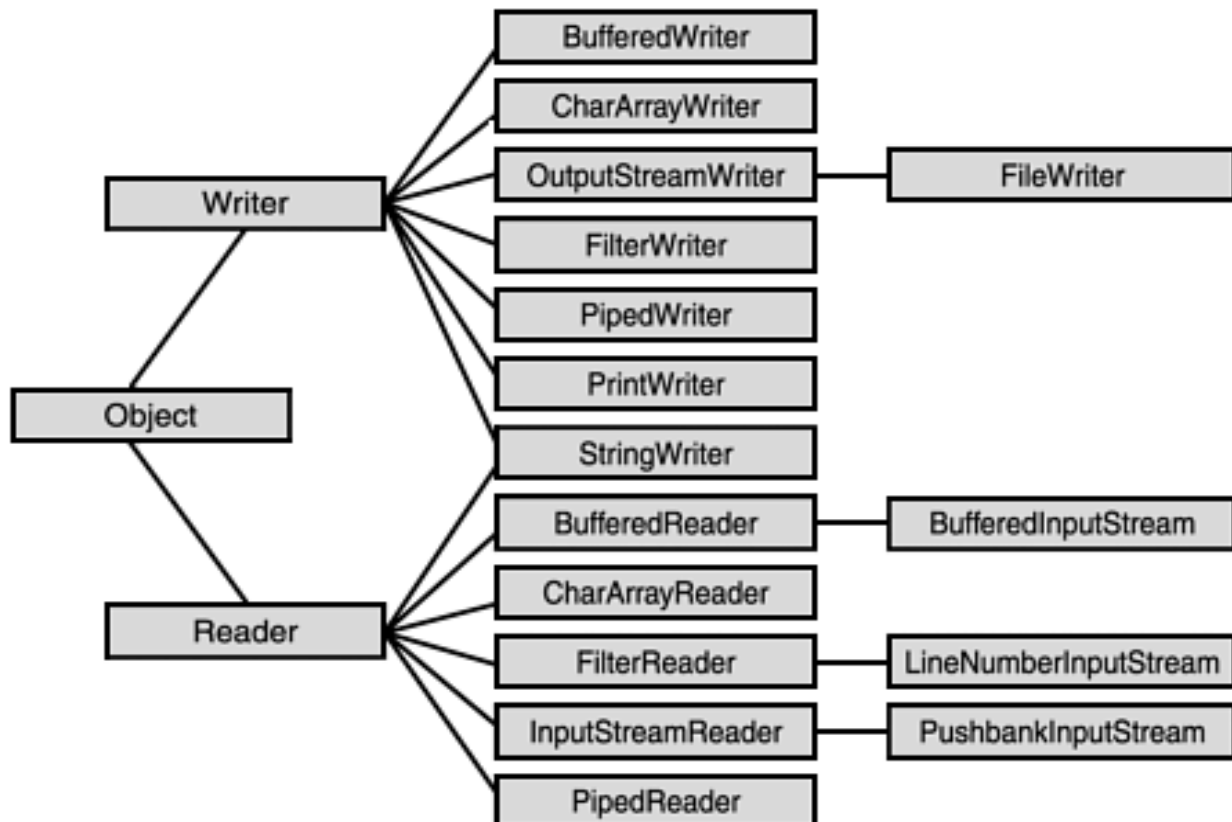 BufferedWriter
CharArrayWriter
OutputStreamWriter
FileWriter
Writer
FilterWriter
PipedWriter
PrintWriter
Object
StringWriter
BufferedReader
BufferedInputStream
CharArrayReader
Reader
FilterReader
LineNumberInputStream
InputStreamReader
PushbankInputStream
PipedReader